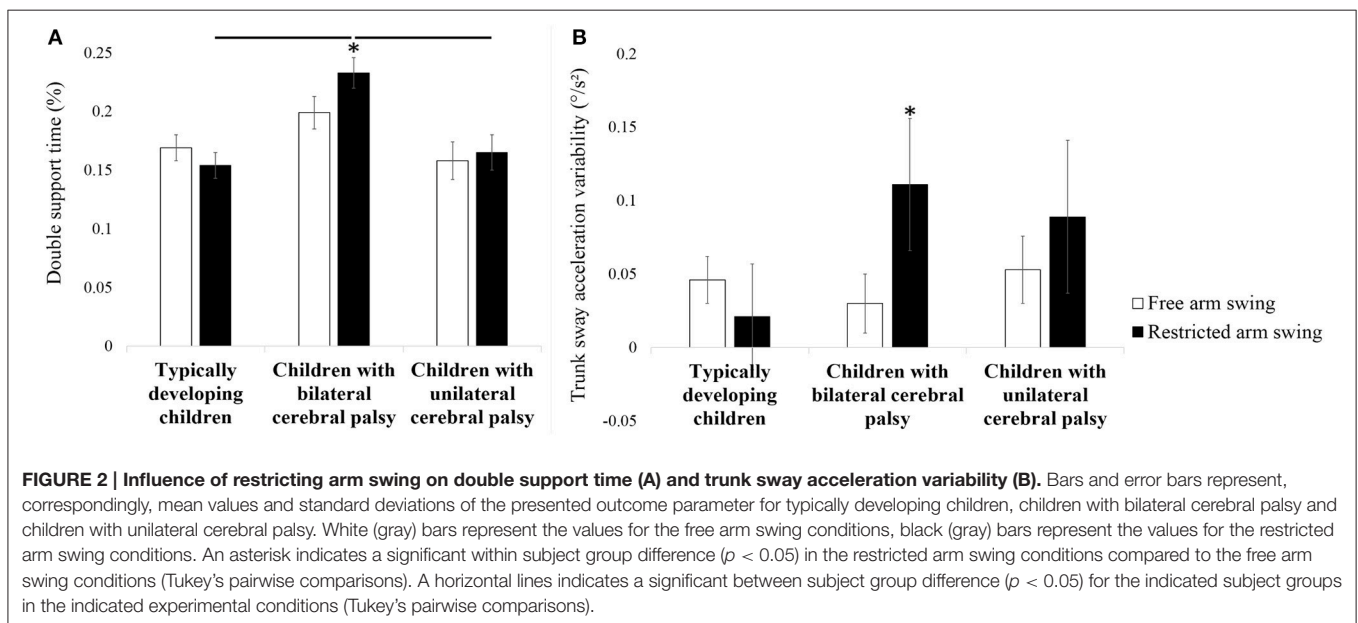 A
Double support time (%)
0.25
*
0.2
0.15
0.1
0.05
0
Typically
developing
children
Children with
bilateral
cerebral palsy
Children with
unilateral
cerebral palsy
B
Trunk sway acceleration variability (°/s²)
0.2
0.15
*
0.1
0.05
0
-0.05
Typically
developing
children
Children with
bilateral cerebral
palsy
Children with
unilateral
cerebral palsy
Free arm swing
Restricted arm swing
FIGURE 2 | Influence of restricting arm swing on double support time (A) and trunk sway acceleration variability (B). Bars and error bars represent,
correspondingly, mean values and standard deviations of the presented outcome parameter for typically developing children, children with bilateral cerebral palsy and
children with unilateral cerebral palsy. White (gray) bars represent the values for the free arm swing conditions, black (gray) bars represent the values for the restricted
arm swing conditions. An asterisk indicates a significant within subject group difference (p < 0.05) in the restricted arm swing conditions compared to the free arm
swing conditions (Tukey's pairwise comparisons). A horizontal lines indicates a significant between subject group difference (p < 0.05) for the indicated subject groups
in the indicated experimental conditions (Tukey's pairwise comparisons).